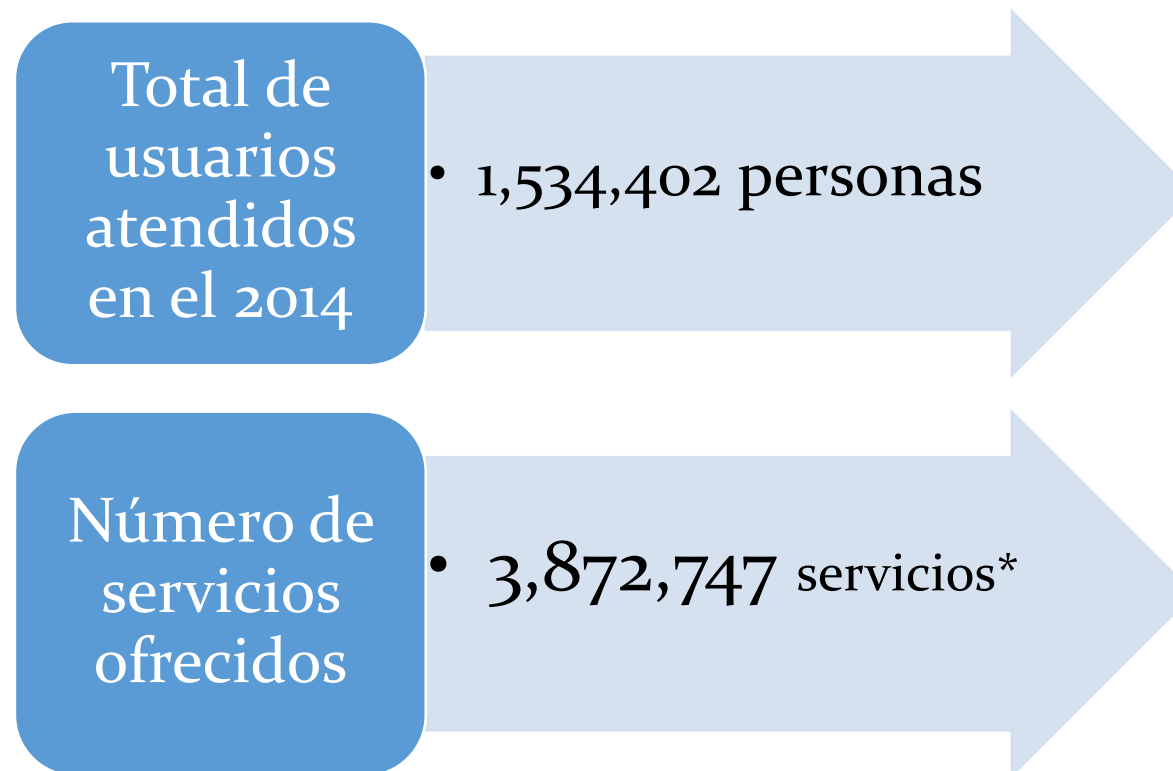 Total de
usuarios
atendidos
en el 2014
• 1,534,402 personas
Número de
servicios
ofrecidos
• 3,872,747 servicios*